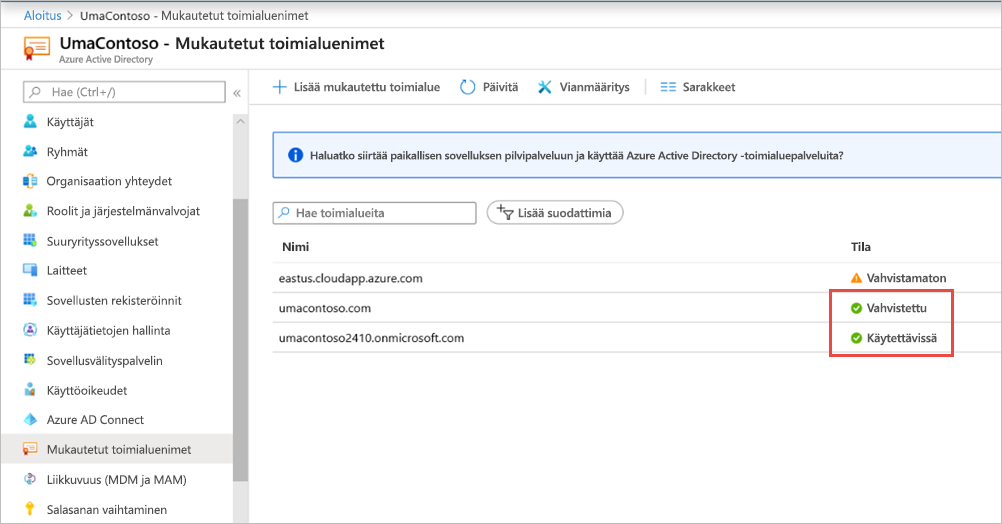 Aloitus > UmaContoso - Mukautetut toimialuenimet
UmaContoso - Mukautetut toimialuenimet
Azure Active Directory
Hae (Ctrl+/)
«
Käyttäjät
Ryhmät
Organisaation yhteydet
Roolit ja järjestelmänvalvojat
Suuryrityssovellukset
Laitteet
Sovellusten rekisteröinnit
Käyttäjätietojen hallinta
Sovellusvälityspalvelin
Käyttöoikeudet
Azure AD Connect
Mukautetut toimialuenimet
Liikkuvuus (MDM ja MAM)
Salasanan vaihtaminen
Lisää mukautettu toimialue Päivitä Vianmääritys Sarakkeet
Haluatko siirtää paikallisen sovelluksen pilvipalveluun ja käyttää Azure Active Directory -toimialuepalveluita?
Hae toimialueita Lisää suodattimia
Nimi Tila
eastus.cloudapp.azure.com Vahvistamaton
umacontoso.com Vahvistettu
umacontoso2410.onmicrosoft.com Käytettävissä